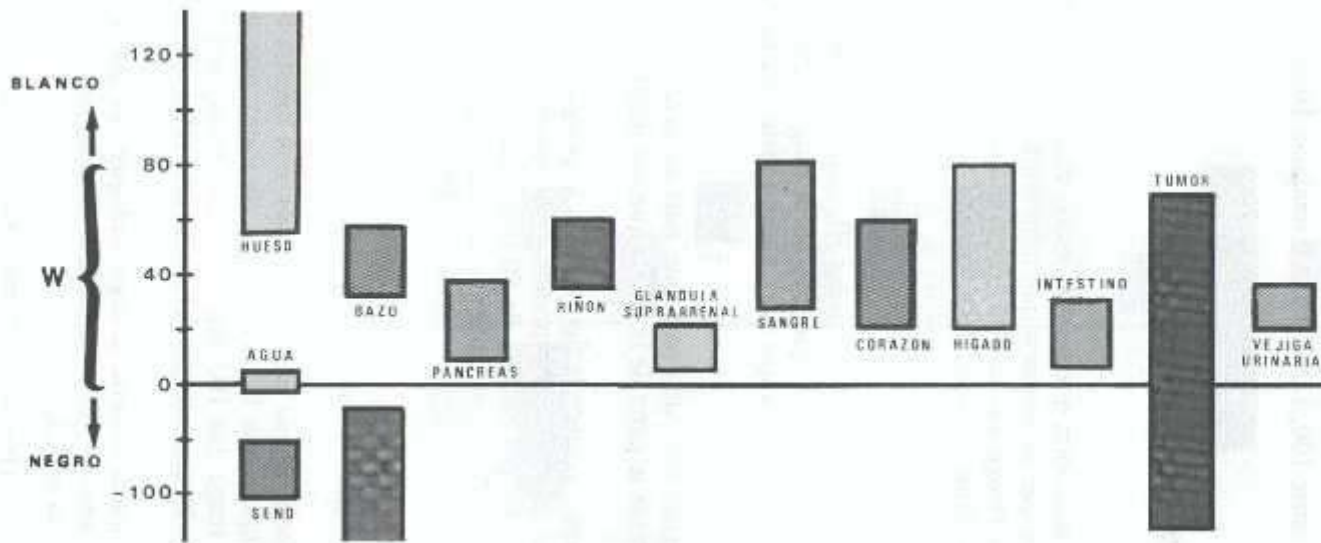 120
BLANCO
80
TUMOR
HUESO
W
40
INTESTINO
BAZO
RIÑON
GLANDULA
SUPRARRENAL
SANGRE
CORAZON
HIGADO
VEJIGA
URINARIA
AGUA
PANCREAS
0
NEGRO
-100
SENO